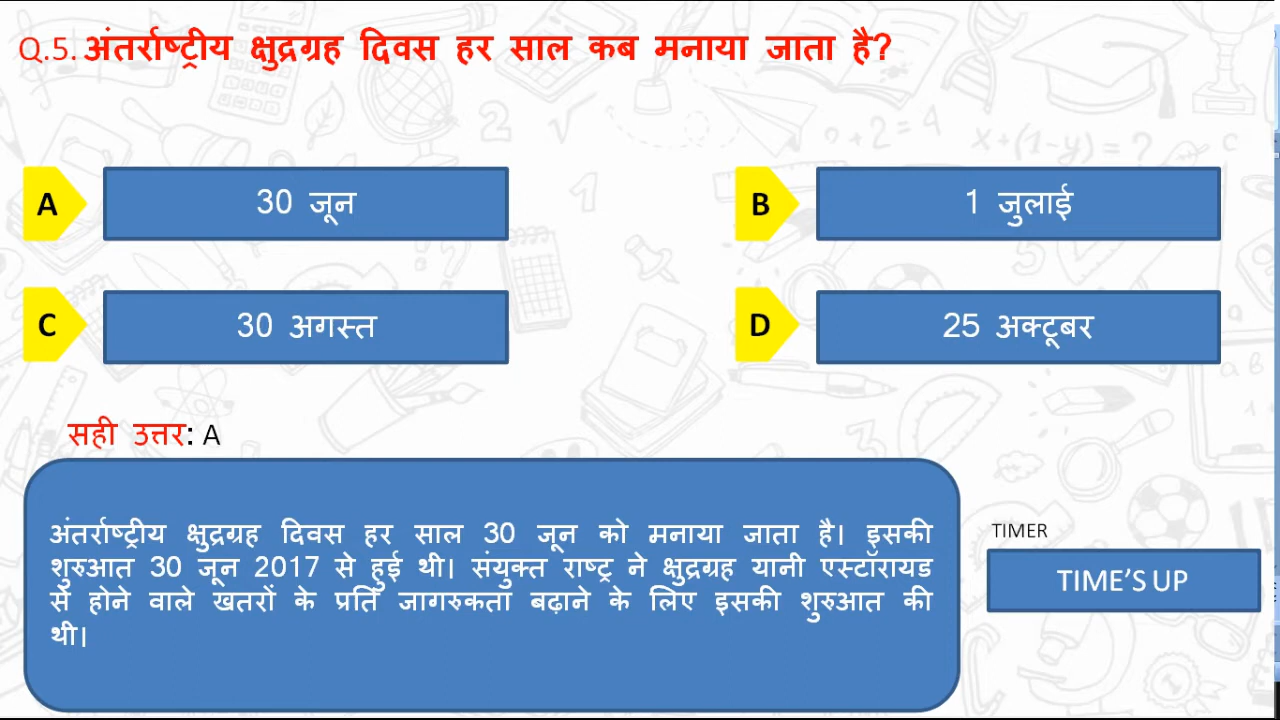 Q.5. अंतर्राष्ट्रीय क्षुद्रग्रह दिवस हर साल कब मनाया जाता है?
A 30 जून
B 1 जुलाई
C 30 अगस्त
D 25 अक्टूबर
सही उत्तर: A
अंतर्राष्ट्रीय क्षुद्रग्रह दिवस हर साल 30 जून को मनाया जाता है। इसकी
शुरुआत 30 जून 2017 से हुई थी। संयुक्त राष्ट्र ने क्षुद्रग्रह यानी एस्टॉरायड
से होने वाले खतरों के प्रति जागरुकता बढ़ाने के लिए इसकी शुरुआत की
थी।
TIMER
TIME'S UP